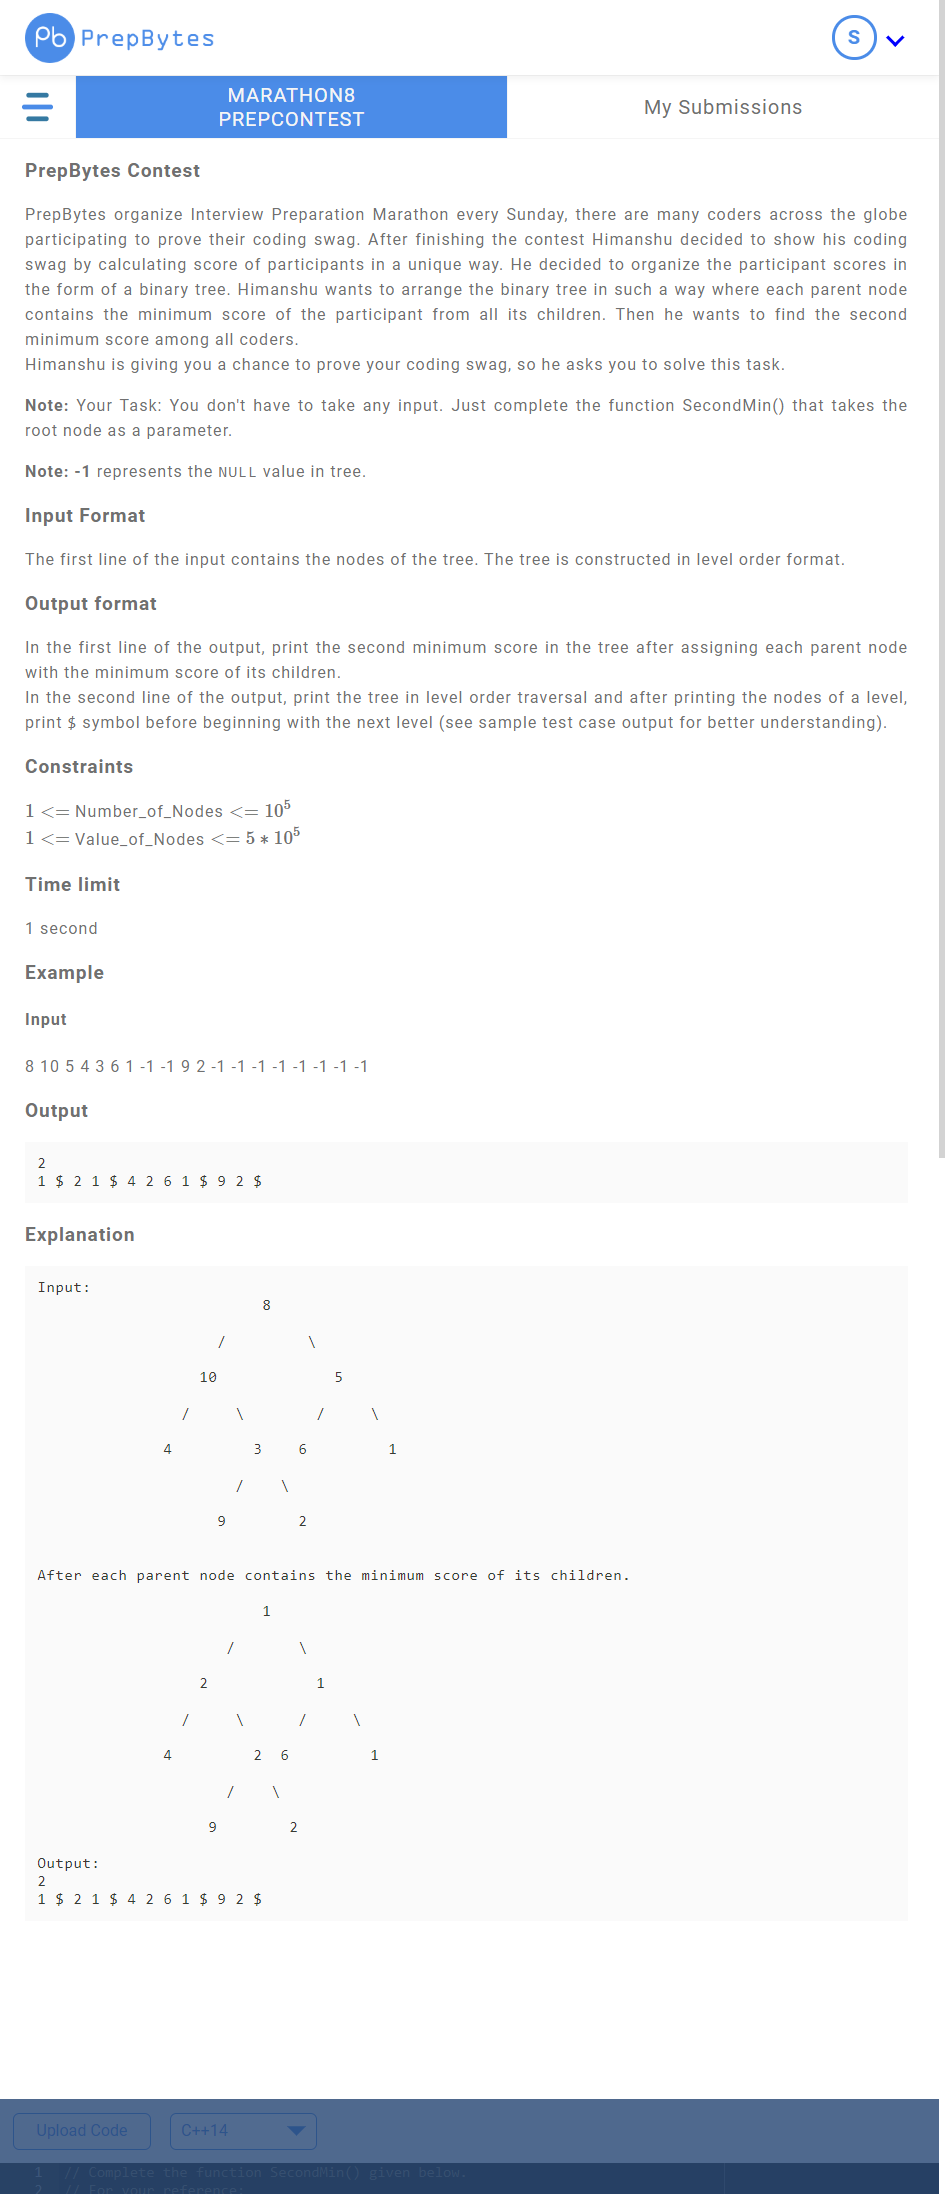 Pb PrepBytes
S
MARATHON8
PREPCONTEST
My Submissions
PrepBytes Contest
PrepBytes organize Interview Preparation Marathon every Sunday, there are many coders across the globe
participating to prove their coding swag. After finishing the contest Himanshu decided to show his coding
swag by calculating score of participants in a unique way. He decided to organize the participant scores in
the form of a binary tree. Himanshu wants to arrange the binary tree in such a way where each parent node
contains the minimum score of the participant from all its children. Then he wants to find the second
minimum score among all coders.
Himanshu is giving you a chance to prove your coding swag, so he asks you to solve this task.
Note: Your Task: You don't have to take any input. Just complete the function SecondMin() that takes the
root node as a parameter.
Note: -1 represents the NULL value in tree.
Input Format
The first line of the input contains the nodes of the tree. The tree is constructed in level order format.
Output format
In the first line of the output, print the second minimum score in the tree after assigning each parent node
with the minimum score of its children.
In the second line of the output, print the tree in level order traversal and after printing the nodes of a level,
print $ symbol before beginning with the next level (see sample test case output for better understanding).
Constraints
1 <= Number_of_Nodes <= 10^5
1 <= Value_of_Nodes <= 5 * 10^5
Time limit
1 second
Example
Input
8 10 5 4 3 6 1 -1 -1 9 2 -1 -1 -1 -1 -1 -1 -1 -1
Output
2
1 $ 2 1 $ 4 2 6 1 $ 9 2 $
Explanation
Input:
8
/ \
10 5
/ \ / \
4 3 6 1
/ \
9 2
After each parent node contains the minimum score of its children.
1
/ \
2 1
/ \ / \
4 2 6 1
/ \
9 2
Output:
2
1 $ 2 1 $ 4 2 6 1 $ 9 2 $
Upload Code
C++14
1 // Complete the function SecondMin() given below.
2 // For your reference: